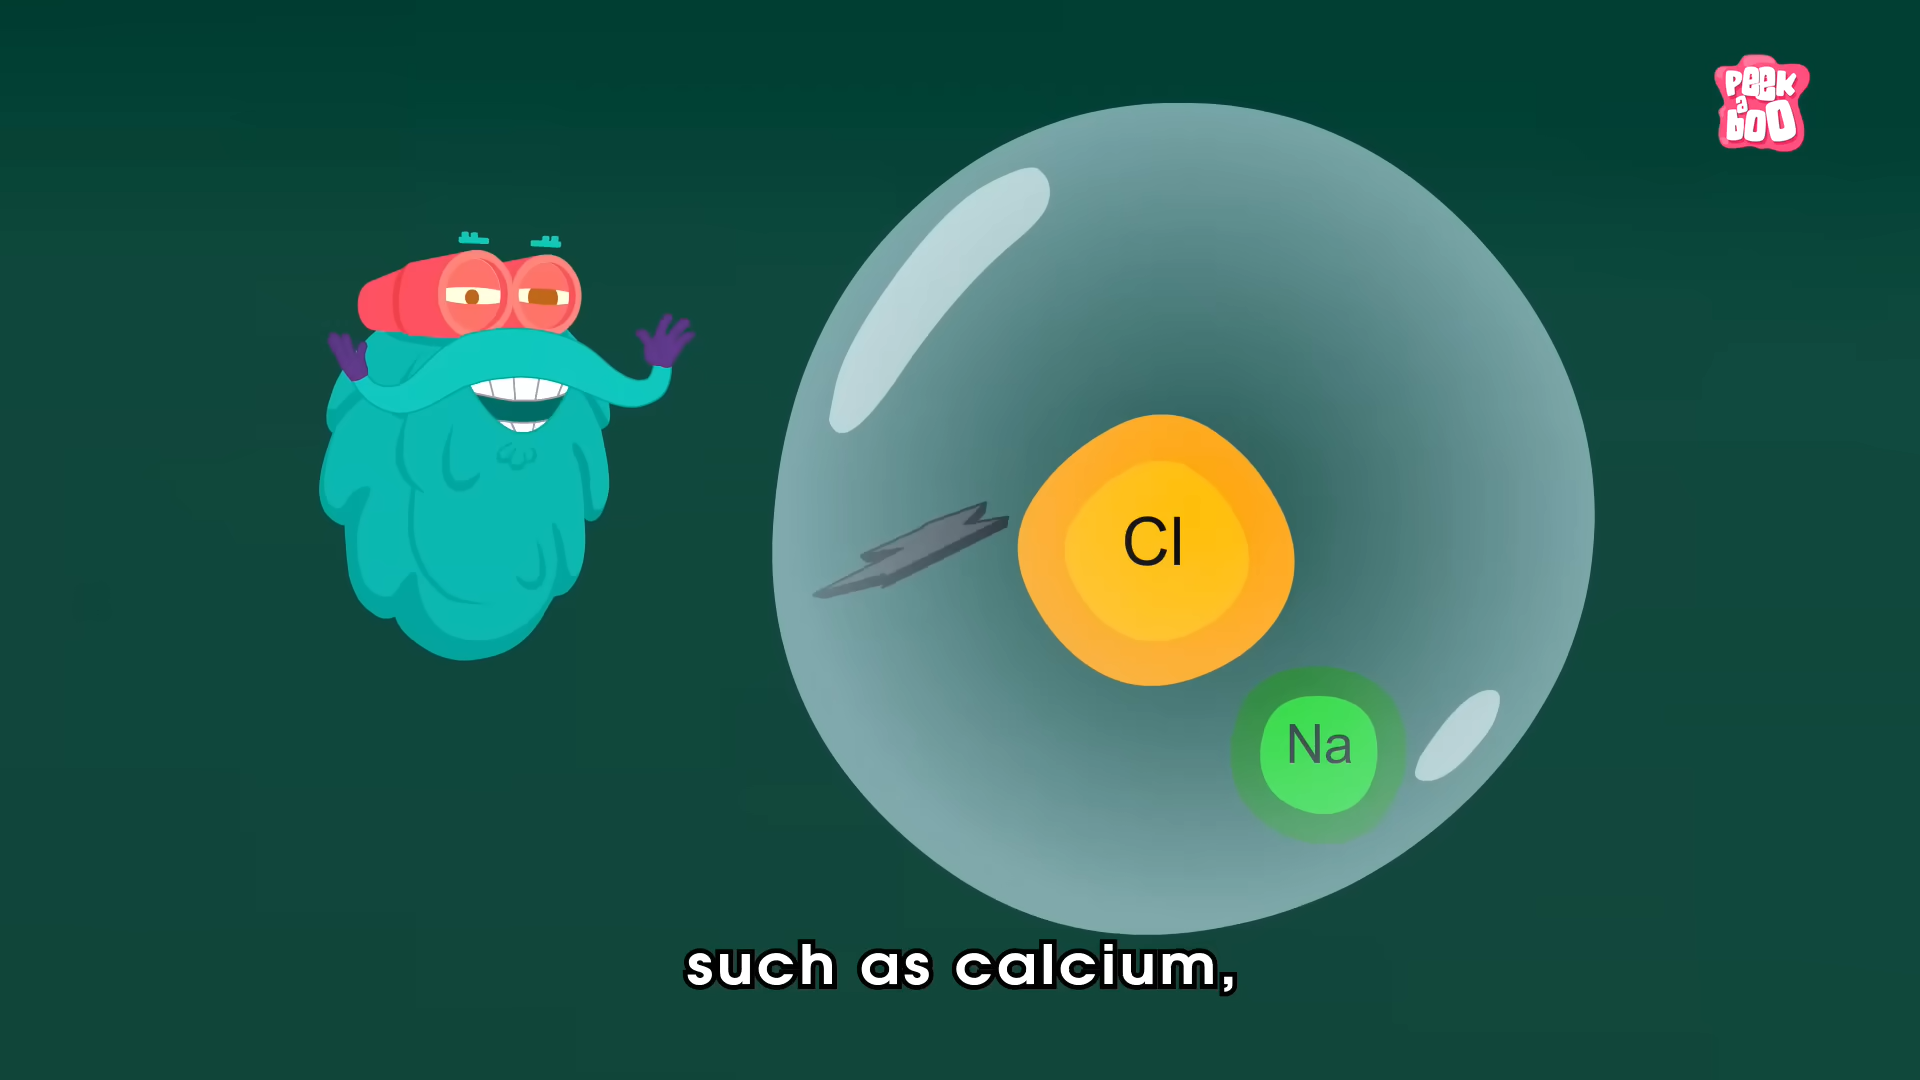 PEEK
a
boo
Cl
Na
such as calcium,